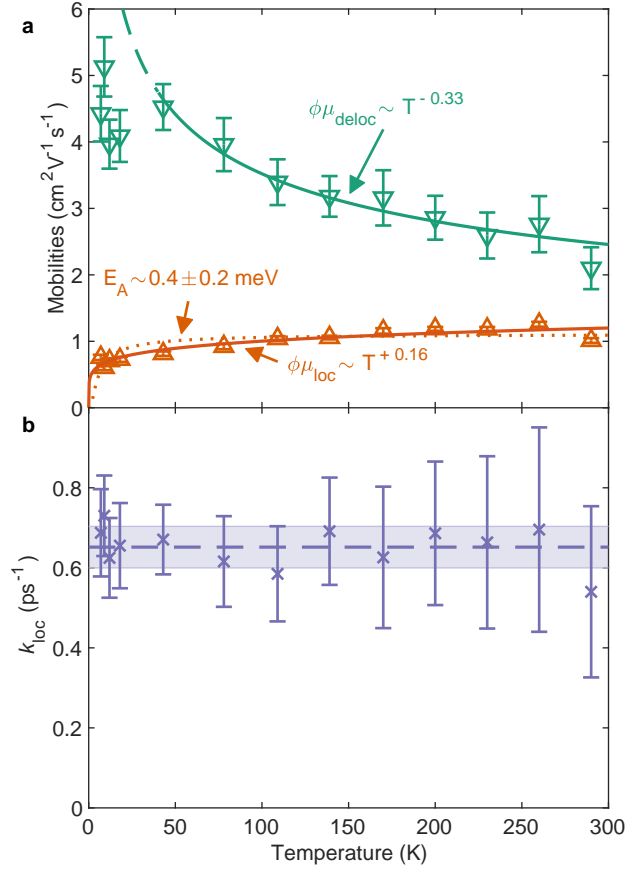 a
6
5
4
3
2
1
0
Mobilities (cm²V⁻¹s⁻¹)
ϕμ_deloc ~ T⁻⁰·³³
E_A ~ 0.4 ± 0.2 meV
ϕμ_loc ~ T⁺⁰·¹⁶
b
0.8
0.6
0.4
0.2
0
k_loc (ps⁻¹)
0 50 100 150 200 250 300
Temperature (K)